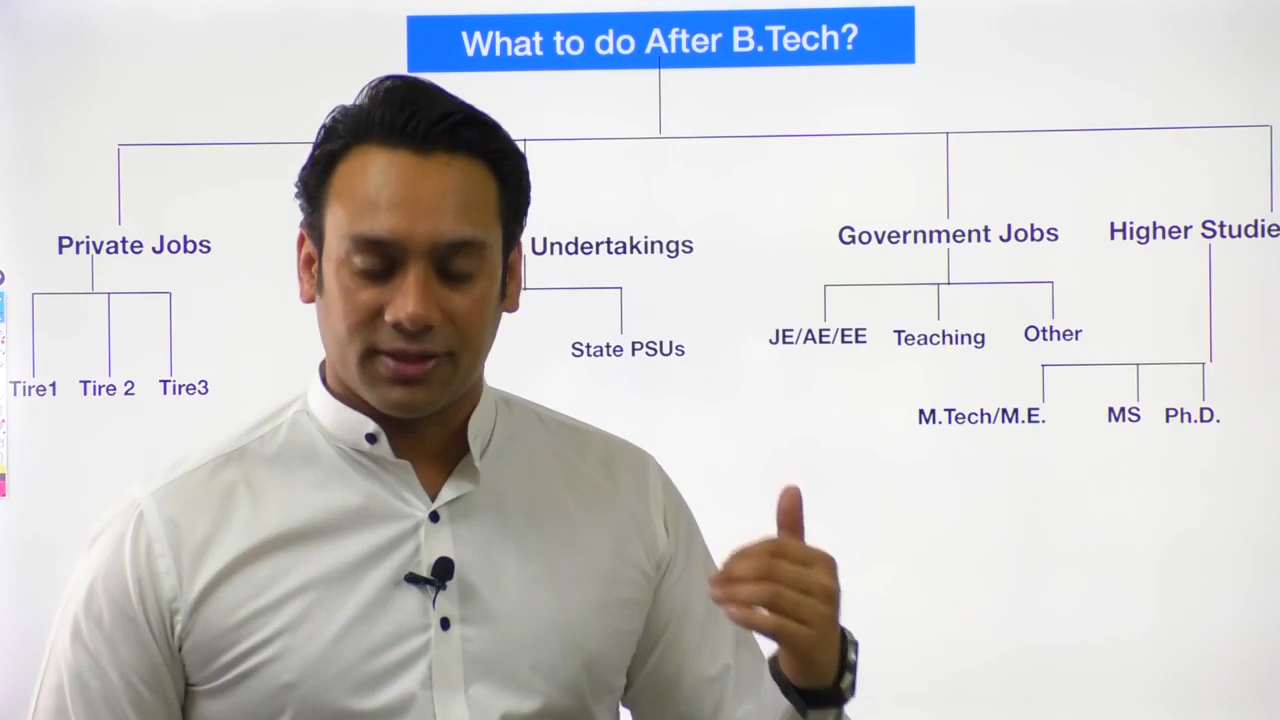 What to do After B.Tech?
Private Jobs
Undertakings
Government Jobs
Higher Studie
Tire1
Tire 2
Tire3
State PSUs
JE/AE/EE
Teaching
Other
M.Tech/M.E.
MS
Ph.D.